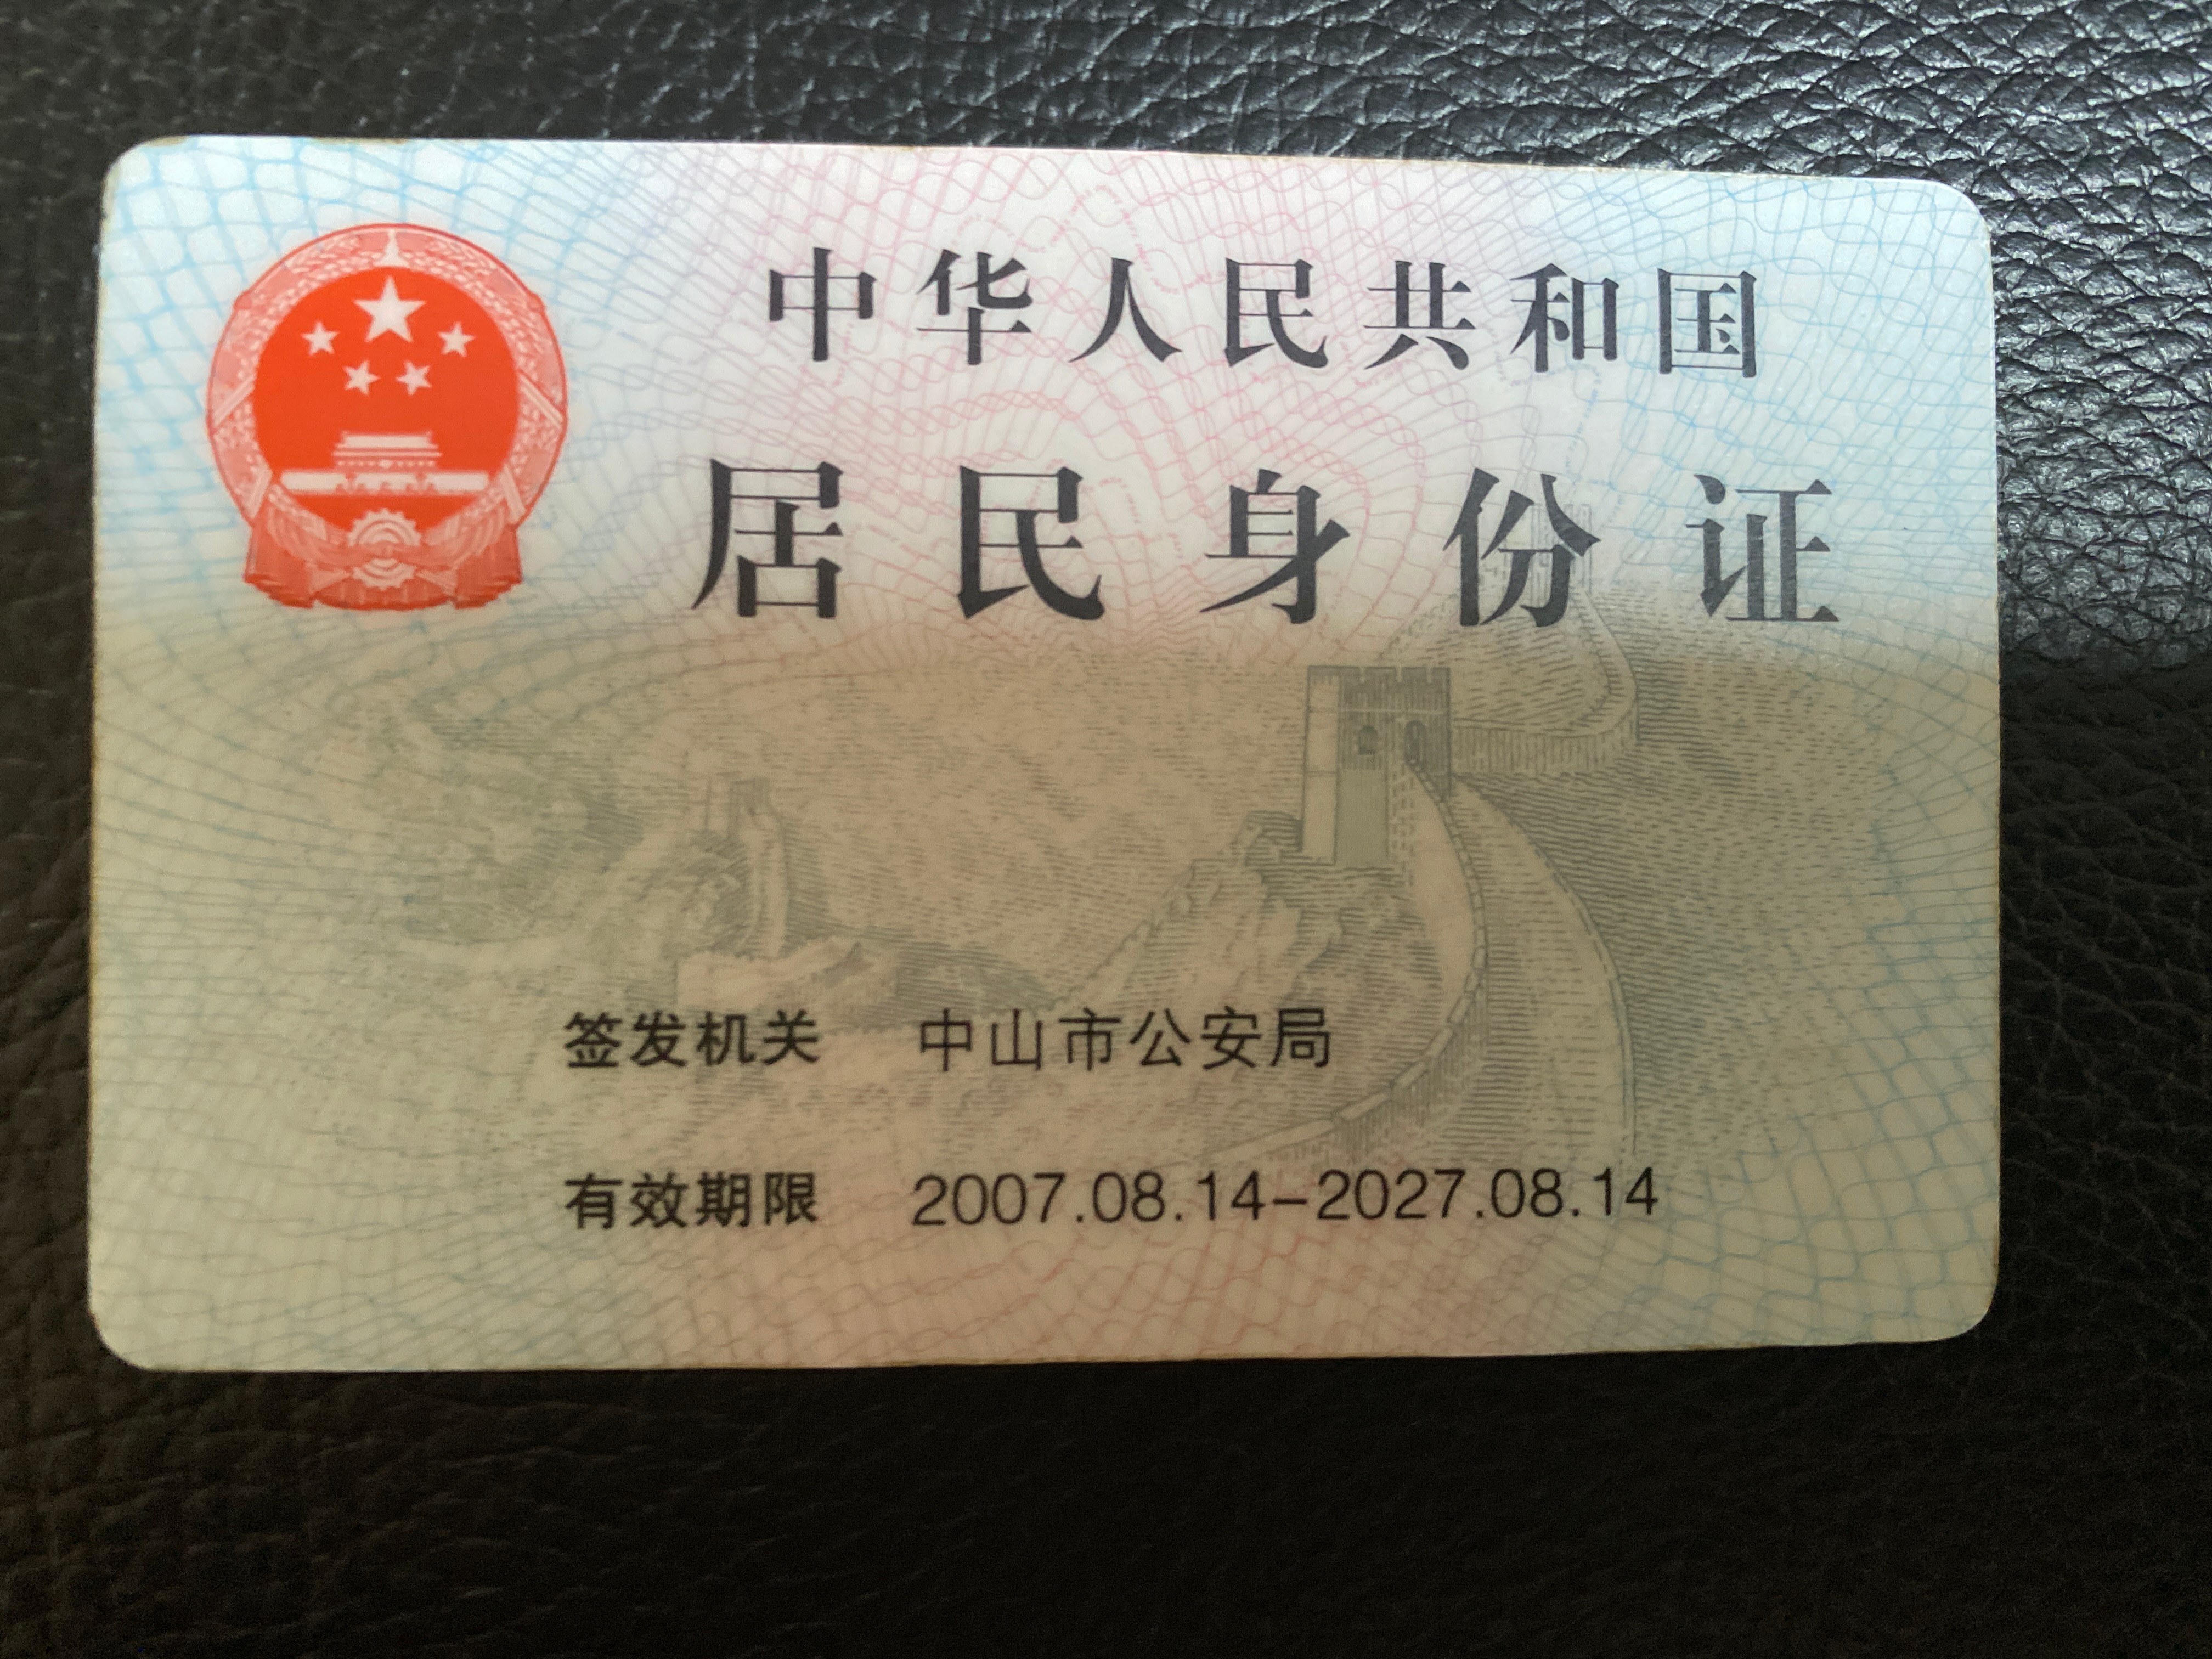 中华人民共和国
居民身份证
签发机关 中山市公安局
有效期限 2007.08.14-2027.08.14